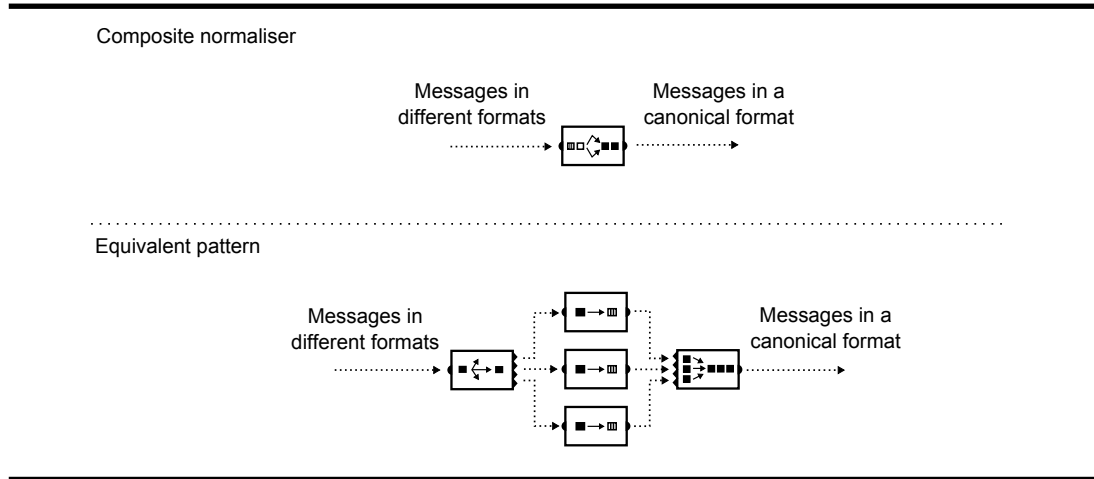 Composite normaliser
Messages in
different formats
Messages in a
canonical format
Equivalent pattern
Messages in
different formats
Messages in a
canonical format